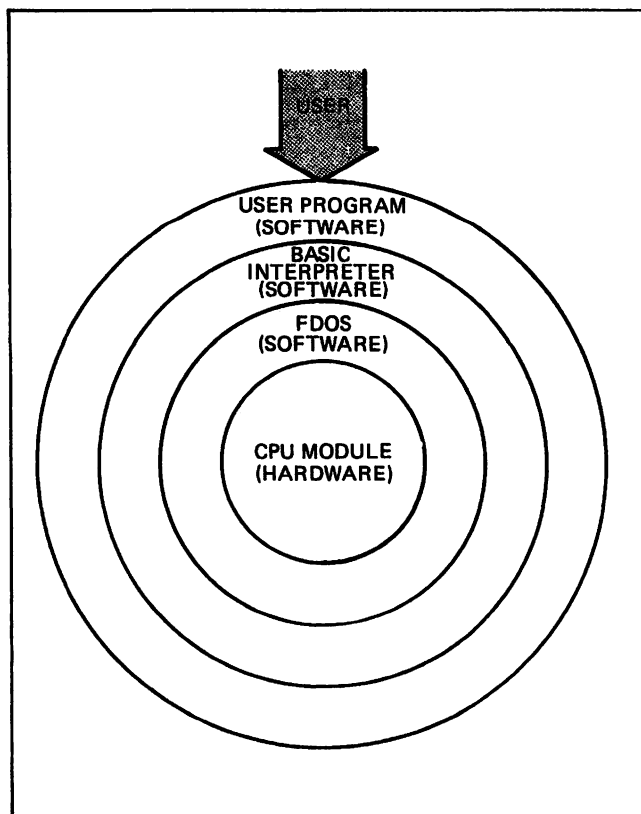 USER
USER PROGRAM
(SOFTWARE)
BASIC
INTERPRETER
(SOFTWARE)
FDOS
(SOFTWARE)
CPU MODULE
(HARDWARE)